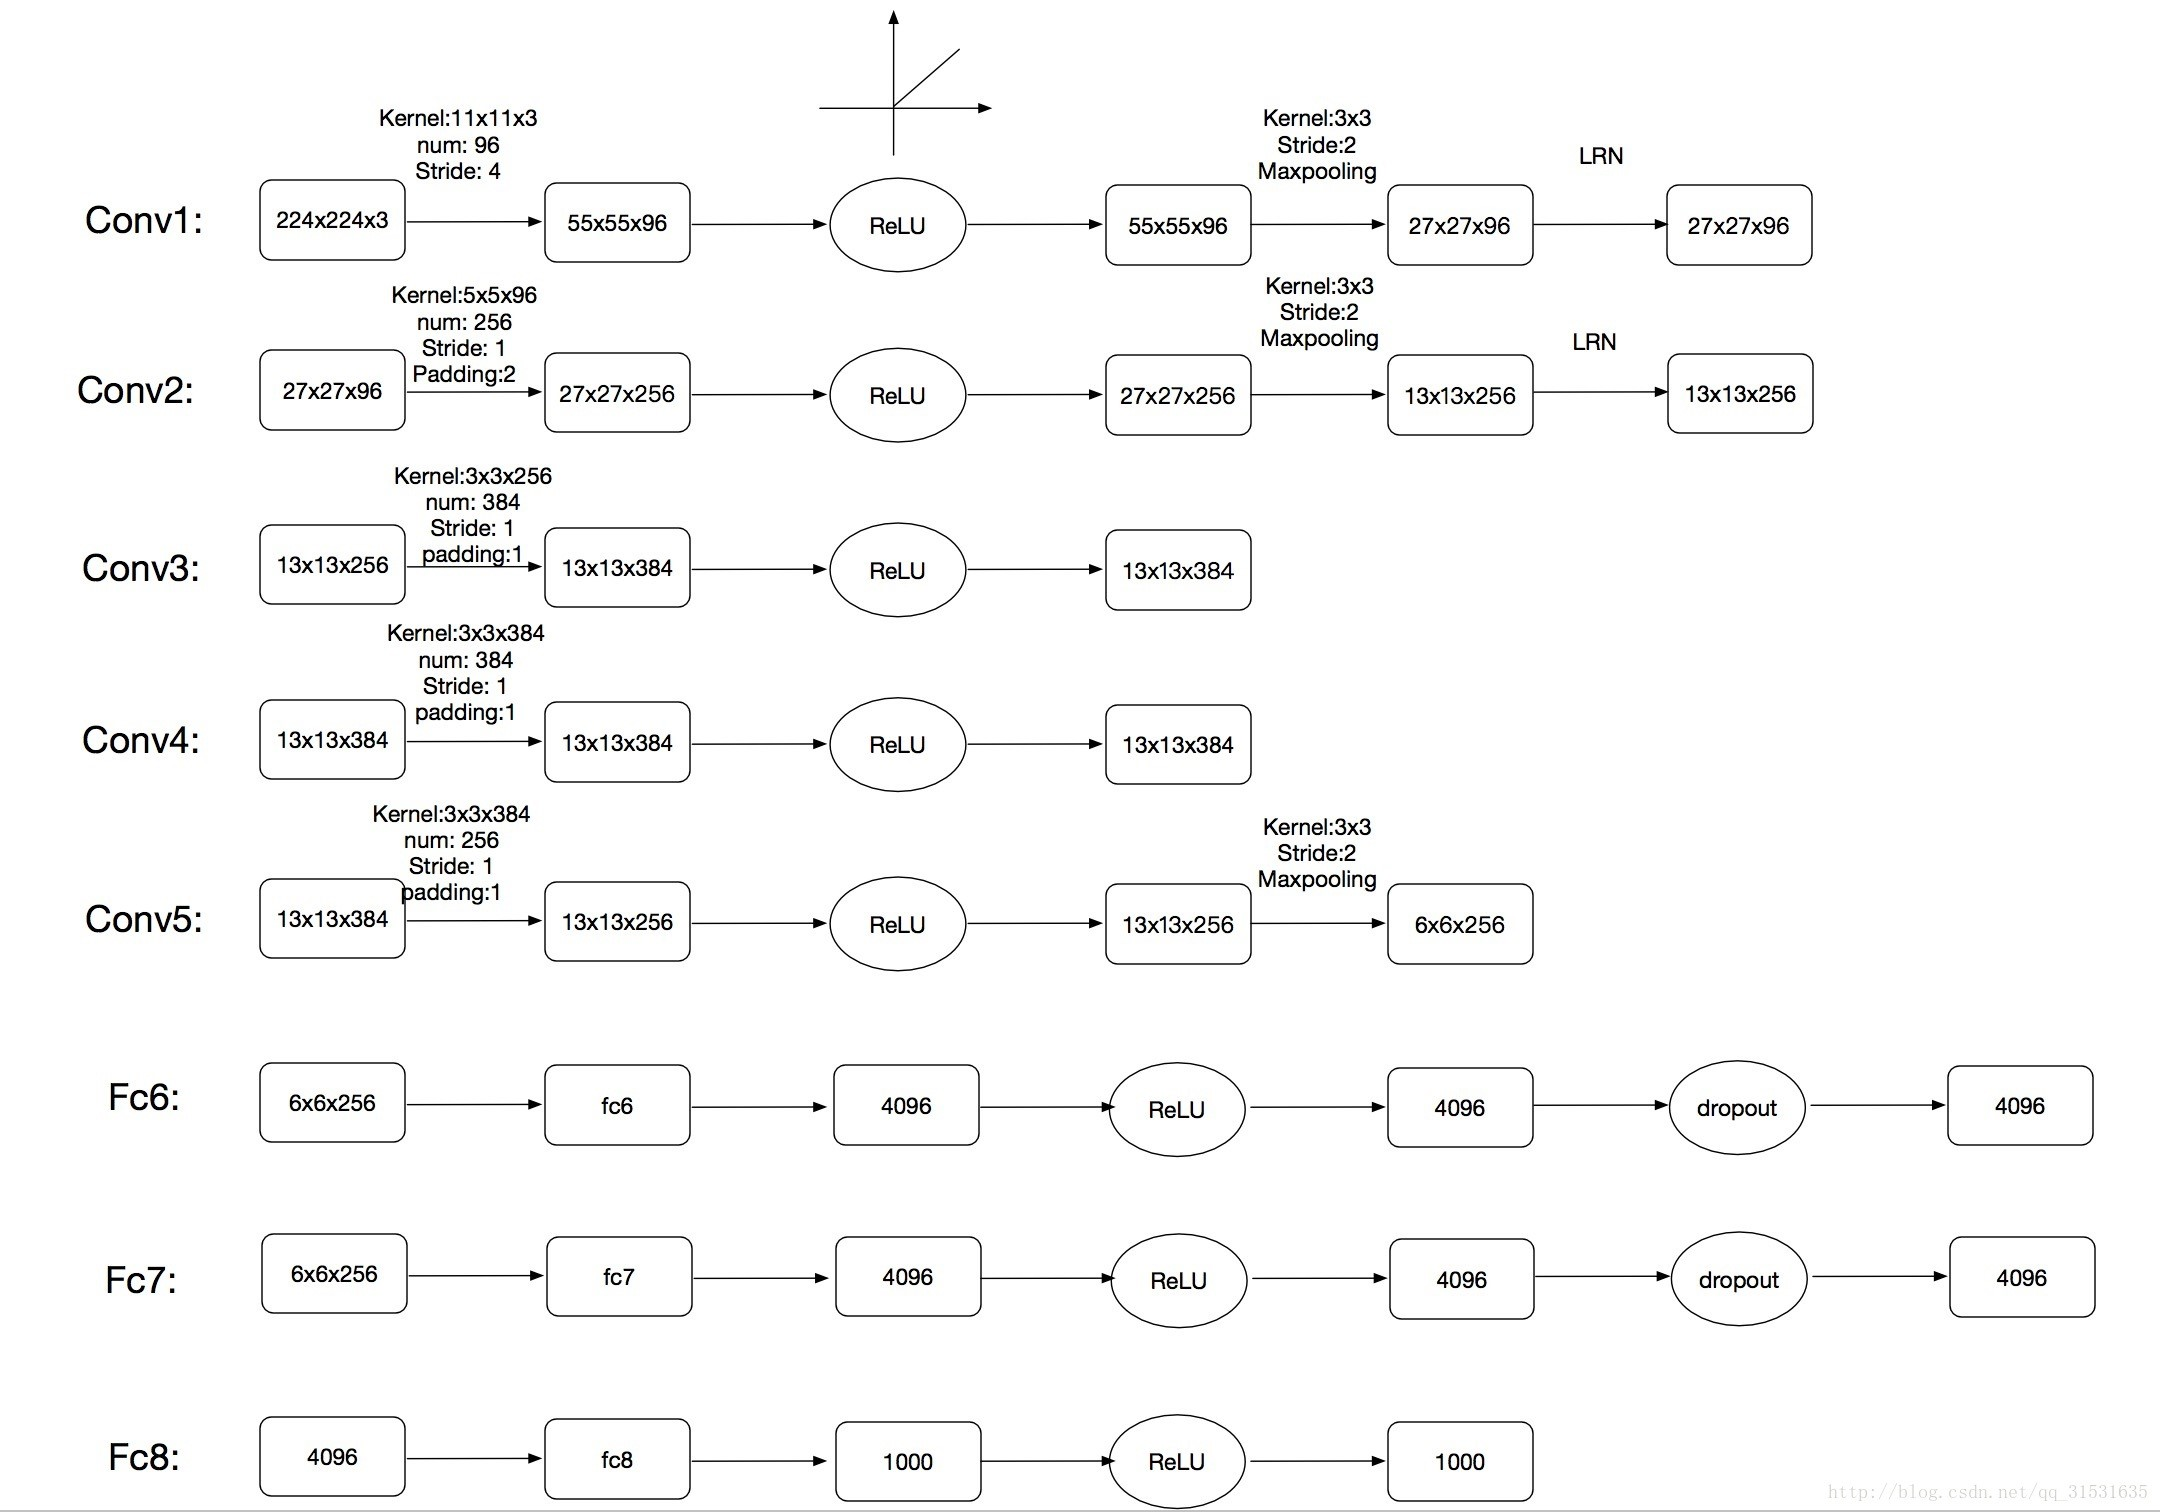 Kernel:11x11x3
num: 96
Stride: 4
Kernel:3x3
Stride:2
Maxpooling
LRN
Conv1:
224x224x3
55x55x96
ReLU
55x55x96
27x27x96
27x27x96
Kernel:5x5x96
num: 256
Stride: 1
Padding:2
Kernel:3x3
Stride:2
Maxpooling
LRN
Conv2:
27x27x96
27x27x256
ReLU
27x27x256
13x13x256
13x13x256
Kernel:3x3x256
num: 384
Stride: 1
padding:1
Conv3:
13x13x256
13x13x384
ReLU
13x13x384
Kernel:3x3x384
num: 384
Stride: 1
padding:1
Conv4:
13x13x384
13x13x384
ReLU
13x13x384
Kernel:3x3x384
num: 256
Stride: 1
padding:1
Kernel:3x3
Stride:2
Maxpooling
Conv5:
13x13x384
13x13x256
ReLU
13x13x256
6x6x256
Fc6:
6x6x256
fc6
4096
ReLU
4096
dropout
4096
Fc7:
6x6x256
fc7
4096
ReLU
4096
dropout
4096
Fc8:
4096
fc8
1000
ReLU
1000
http://blog.csdn.net/qq_31531635